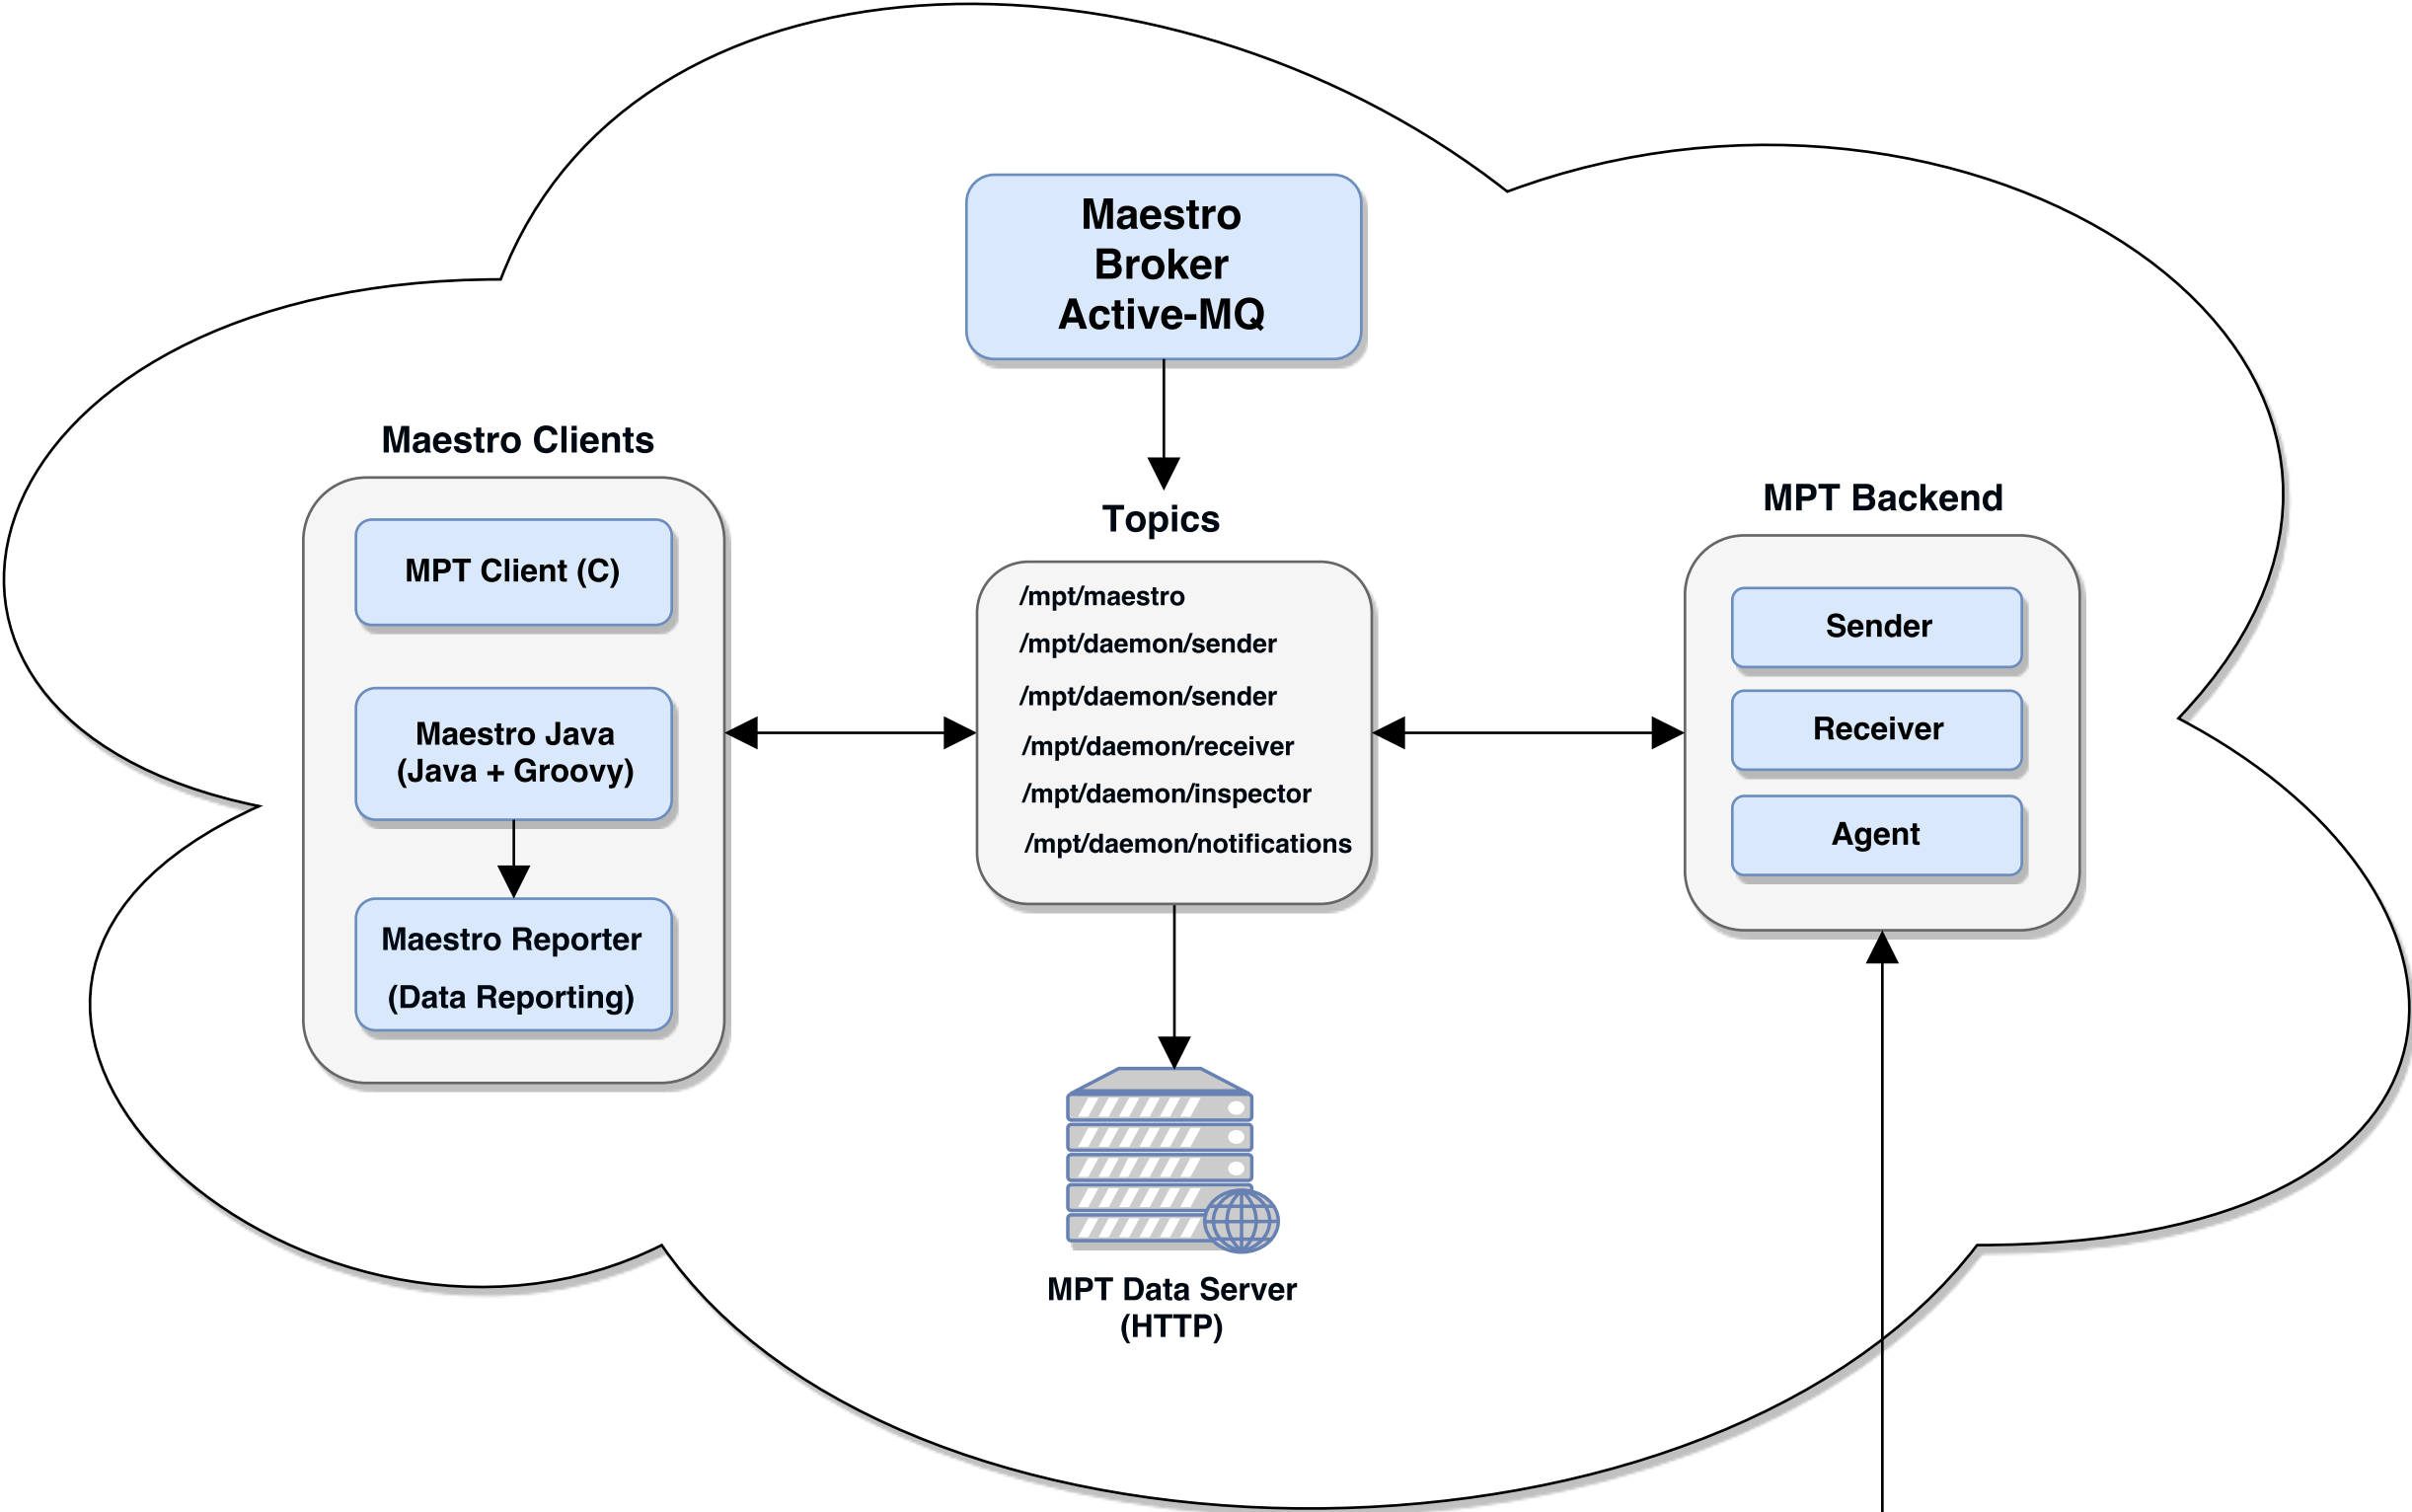 Maestro
Broker
Active-MQ
Maestro Clients
MPT Client (C)
Maestro Java
(Java + Groovy)
Maestro Reporter
(Data Reporting)
Topics
/mpt/maestro
/mpt/daemon/sender
/mpt/daemon/sender
/mpt/daemon/receiver
/mpt/daemon/inspector
/mpt/daemon/notifications
MPT Backend
Sender
Receiver
Agent
MPT Data Server
(HTTP)